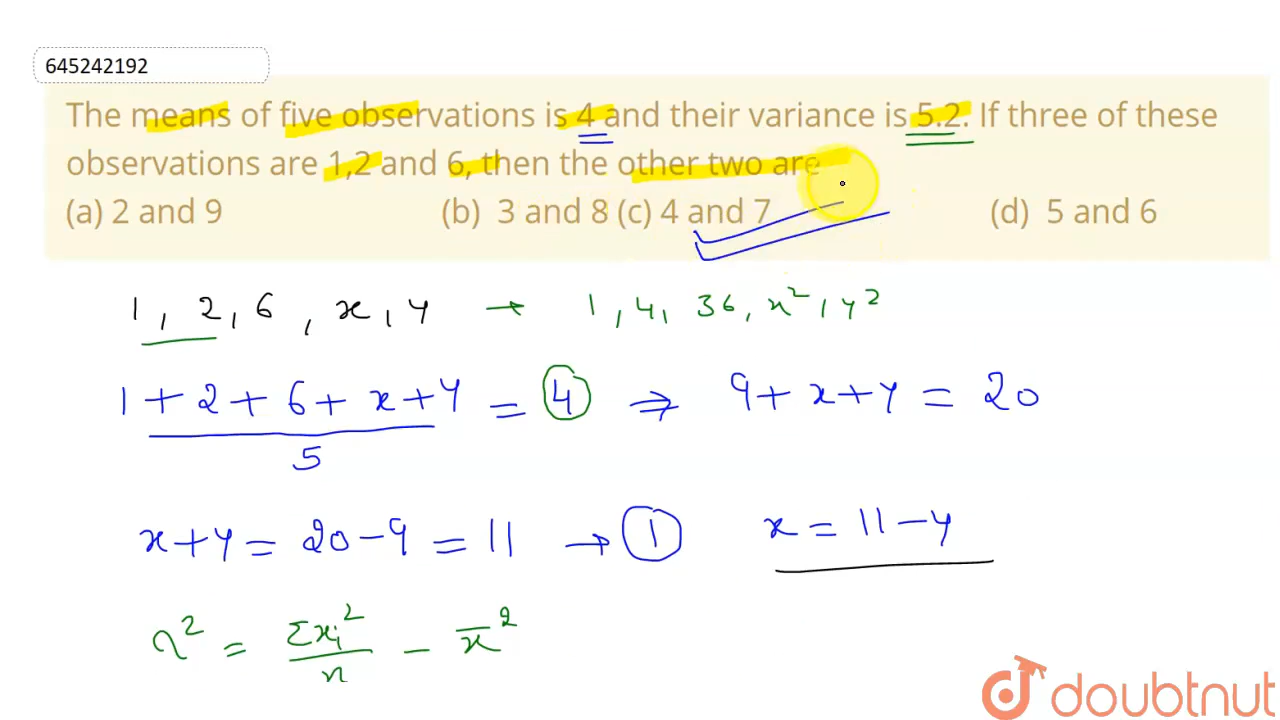 645242192
The means of five observations is 4 and their variance is 5.2. If three of these
observations are 1,2 and 6, then the other two are
(a) 2 and 9 (b) 3 and 8 (c) 4 and 7 (d) 5 and 6
1, 2, 6, x, y → 1, 4, 36, x², y²
1+2+6+x+y / 5 = 4 ⇒ 9+x+y = 20
x+y = 20-9 = 11 → 1 x = 11-y
σ² = Σxᵢ² / n - x̄²
doubtnut